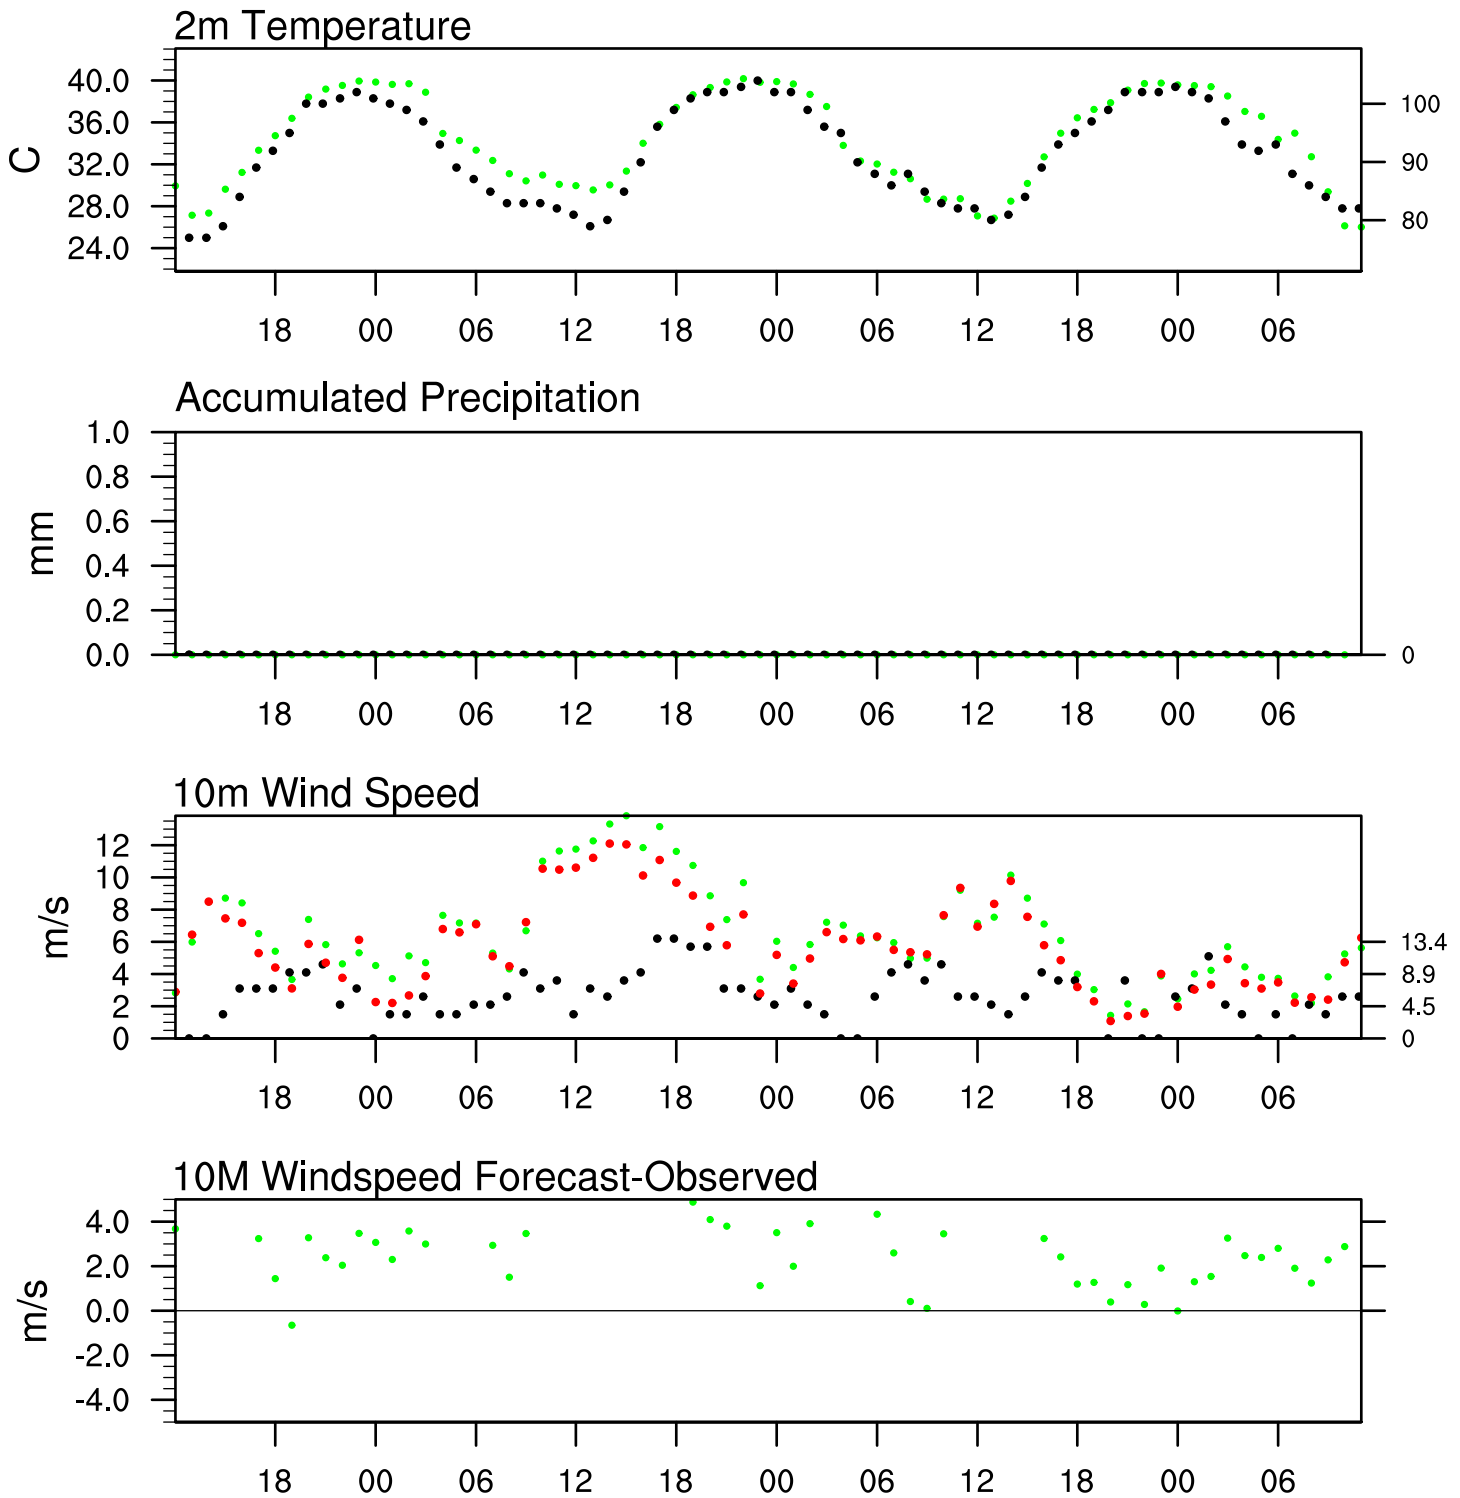 2m Temperature
40.0
36.0
32.0
28.0
24.0
C
100
90
80
18 00 06 12 18 00 06 12 18 00 06
Accumulated Precipitation
1.0
0.8
0.6
0.4
0.2
0.0
mm
0
18 00 06 12 18 00 06 12 18 00 06
10m Wind Speed
12
10
8
6
4
2
0
m/s
13.4
8.9
4.5
0
18 00 06 12 18 00 06 12 18 00 06
10M Windspeed Forecast-Observed
4.0
2.0
0.0
-2.0
-4.0
m/s
18 00 06 12 18 00 06 12 18 00 06